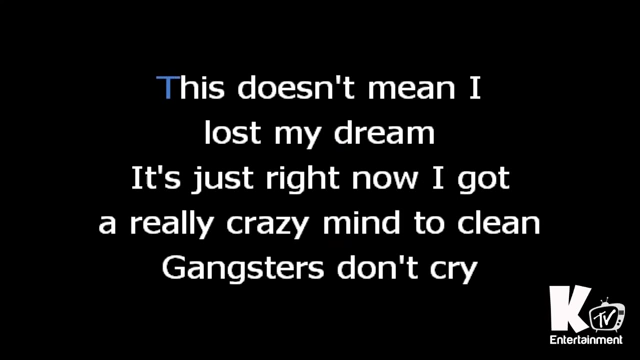 This doesn't mean I
lost my dream
It's just right now I got
a really crazy mind to clean
Gangsters don't cry
K TV
Entertainment